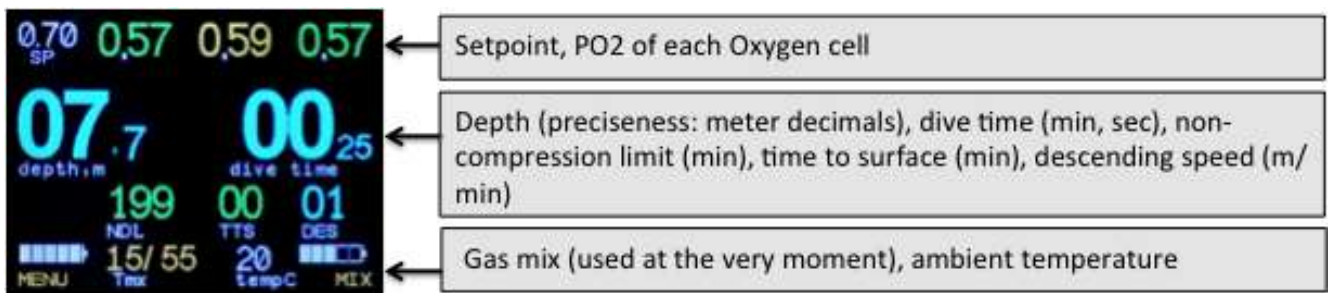 0.70 0.57 0.59 0.57
SP
Setpoint, PO2 of each Oxygen cell
07.7 00 25
depth,m dive time
Depth (preciseness: meter decimals), dive time (min, sec), non-
compression limit (min), time to surface (min), descending speed (m/
min)
199 00 01
NDL TTS DES
15/55 20
MENU Tmx tempC MIX
Gas mix (used at the very moment), ambient temperature